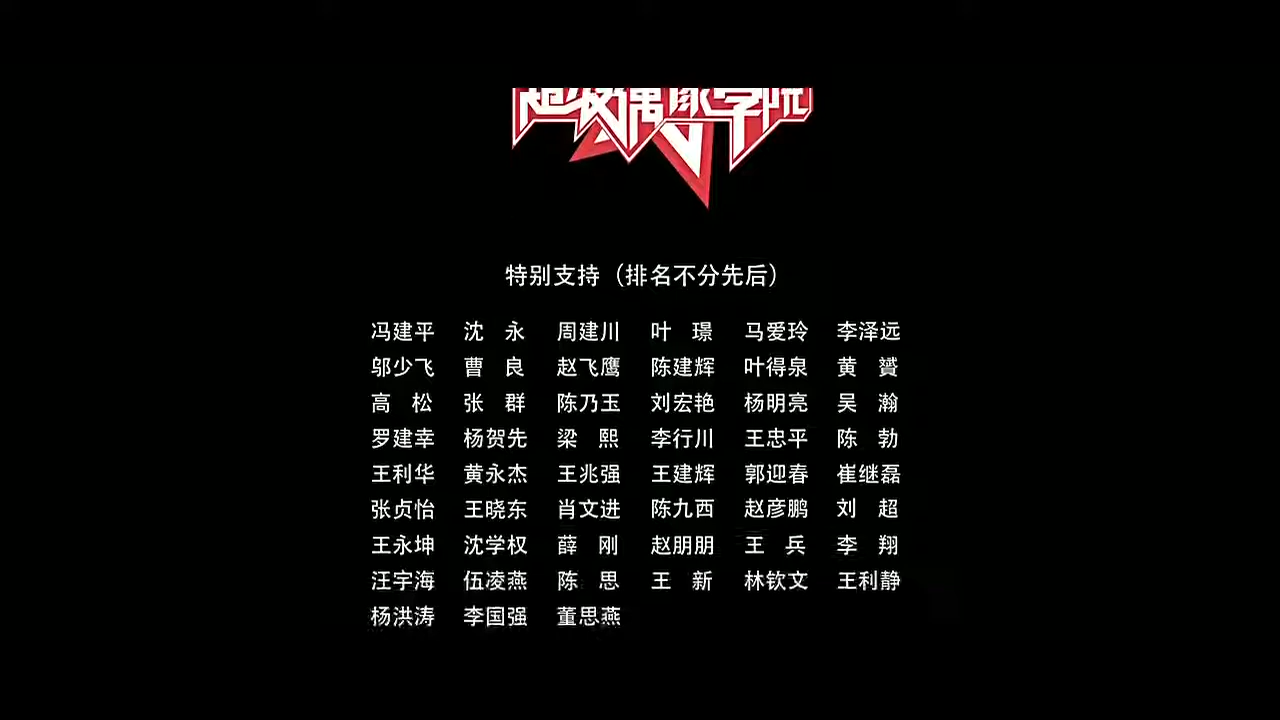 超级偶像学院
特别支持（排名不分先后）
冯建平 沈永 周建川 叶璟 马爱玲 李泽远
邬少飞 曹良 赵飞鹰 陈建辉 叶得泉 黄贇
高松 张群 陈乃玉 刘宏艳 杨明亮 吴瀚
罗建幸 杨贺先 梁熙 李行川 王忠平 陈勃
王利华 黄永杰 王兆强 王建辉 郭迎春 崔继磊
张贞怡 王晓东 肖文进 陈九西 赵彦鹏 刘超
王永坤 沈学权 薛刚 赵朋朋 王兵 李翔
汪宇海 伍凌燕 陈思 王新 林钦文 王利静
杨洪涛 李国强 董思燕